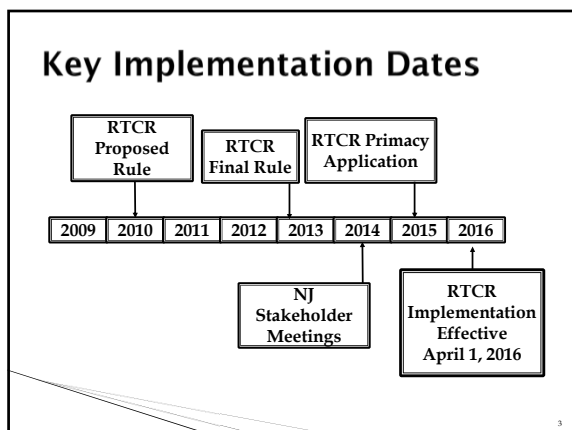 Key Implementation Dates
RTCR
Proposed
Rule
RTCR
Final Rule
RTCR Primacy
Application
2009 2010 2011 2012 2013 2014 2015 2016
NJ
Stakeholder
Meetings
RTCR
Implementation
Effective
April 1, 2016
3